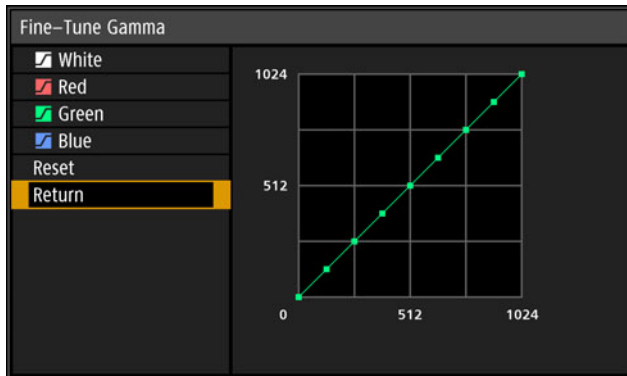 Fine-Tune Gamma
White
Red
Green
Blue
Reset
Return
1024
512
0
512
1024